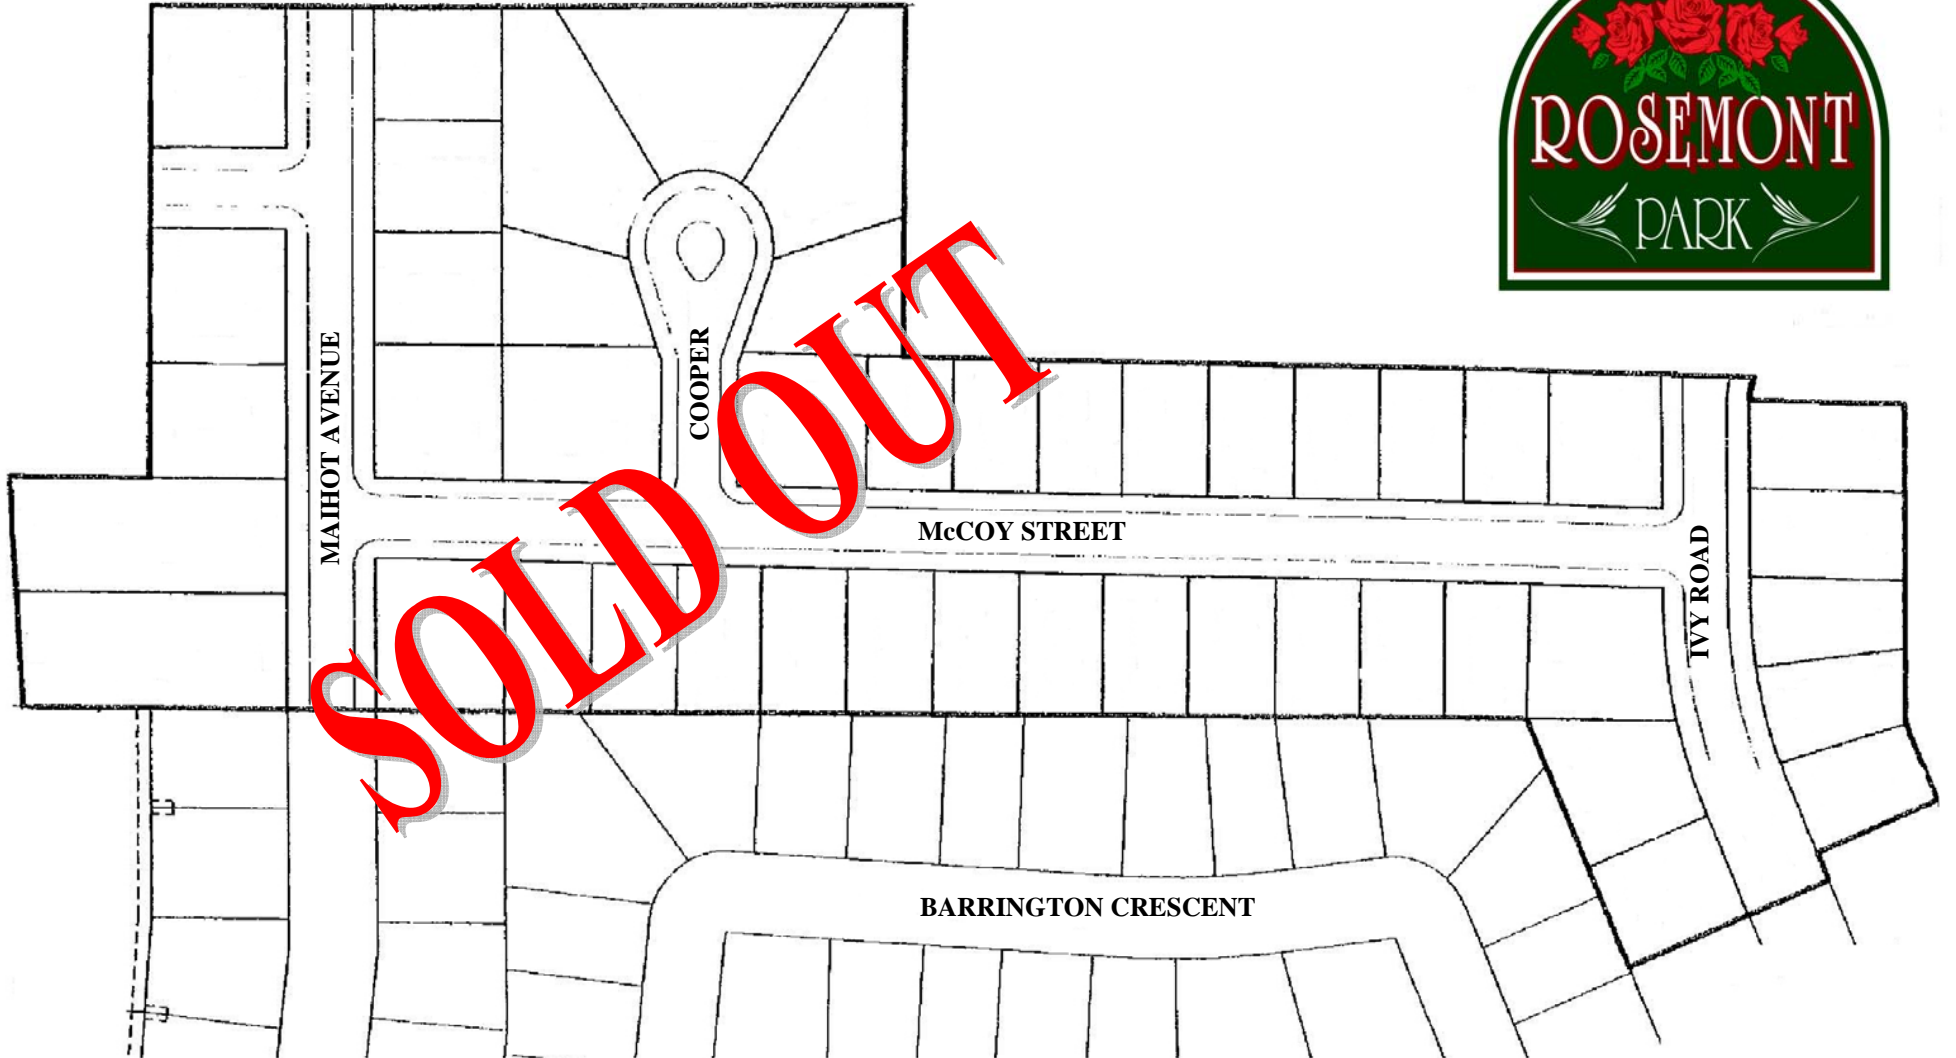 ROSEMONT
PARK
MAIHOT AVENUE
COOPER
SOLD OUT
McCOY STREET
IVY ROAD
BARRINGTON CRESCENT